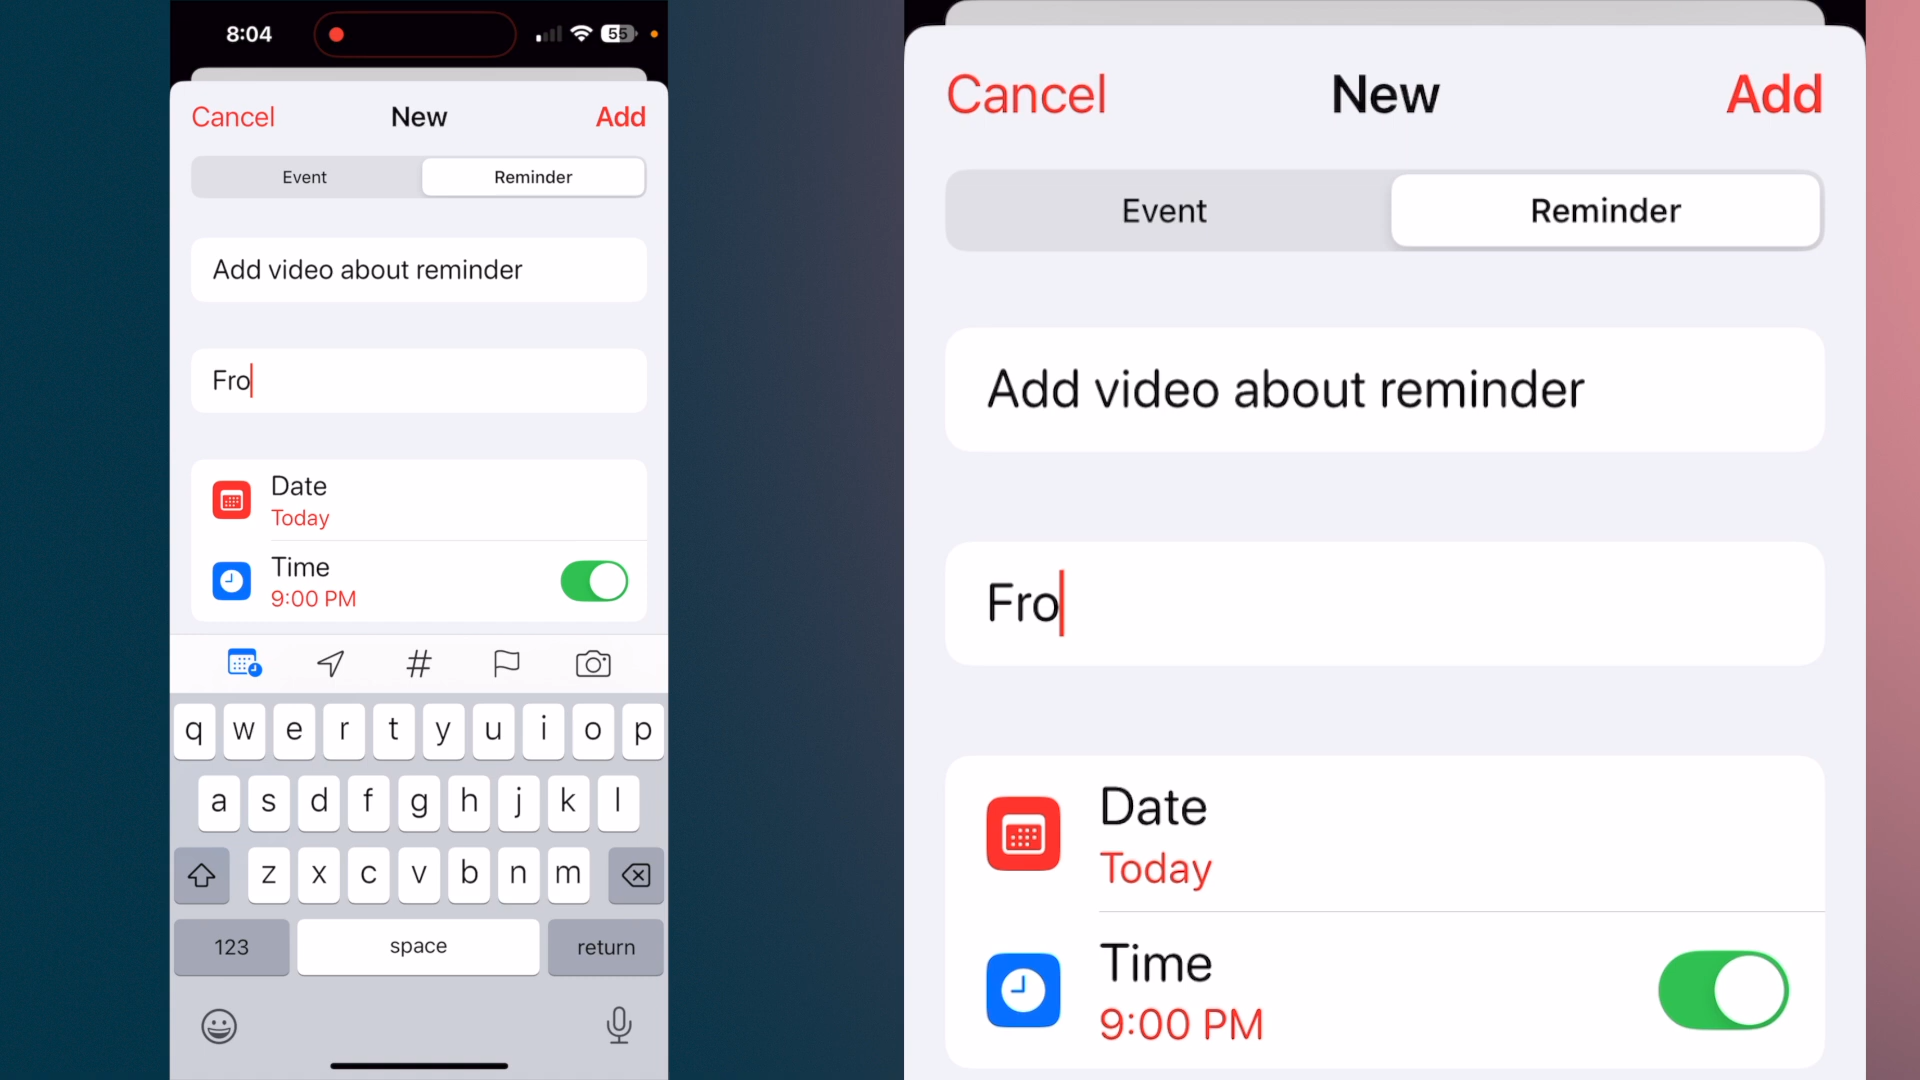 8:04
55
Cancel New Add
Event Reminder
Add video about reminder
Fro
Date
Today
Time
9:00 PM
#
q w e r t y u i o p
a s d f g h j k l
z x c v b n m
123 space return
Cancel New Add
Event Reminder
Add video about reminder
Fro
Date
Today
Time
9:00 PM